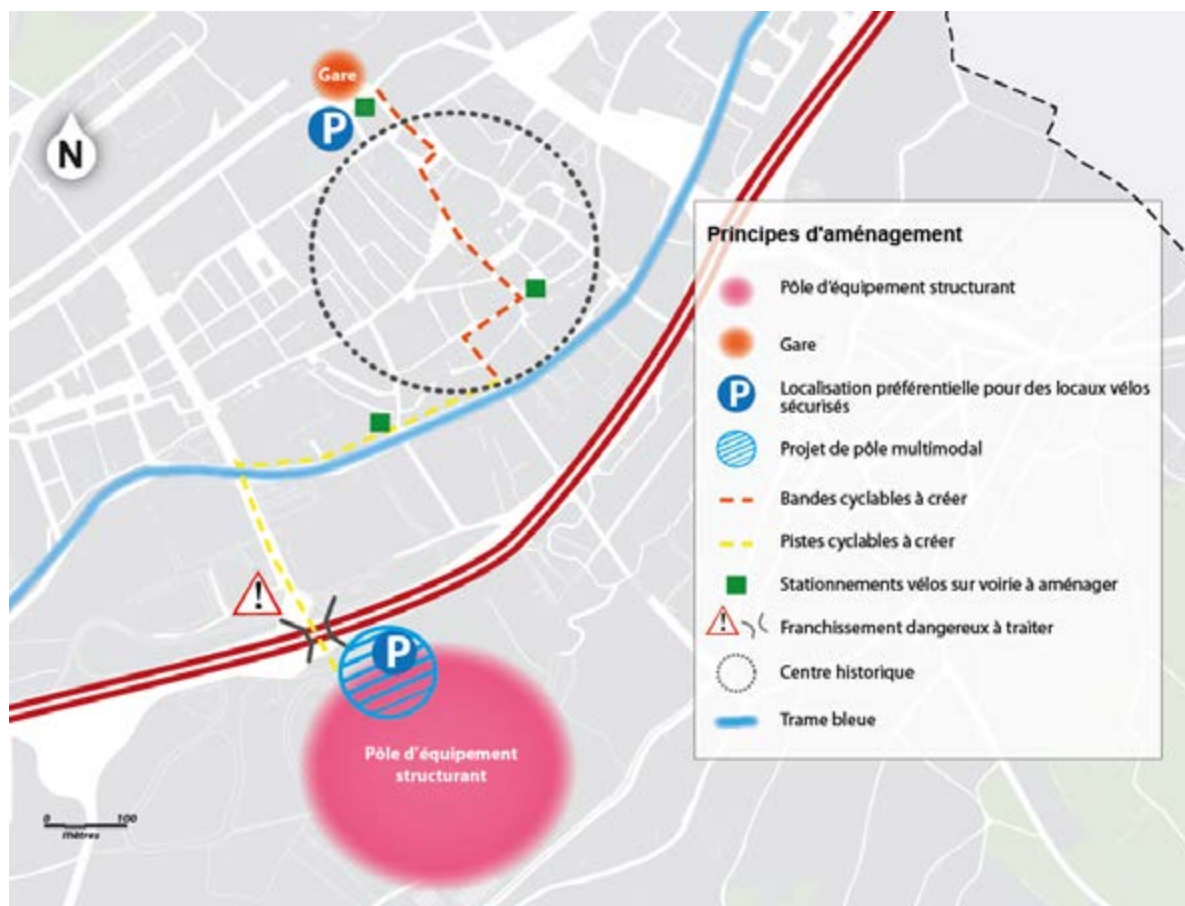 Gare
P
N
Principes d'aménagement
Pôle d'équipement structurant
Gare
P
Localisation préférentielle pour des locaux vélos
sécurisés
Projet de pôle multimodal
Bandes cyclables à créer
Pistes cyclables à créer
Stationnements vélos sur voirie à aménager
! Franchissement dangereux à traiter
Centre historique
Trame bleue
!
P
Pôle d'équipement
structurant
0 100
mètres